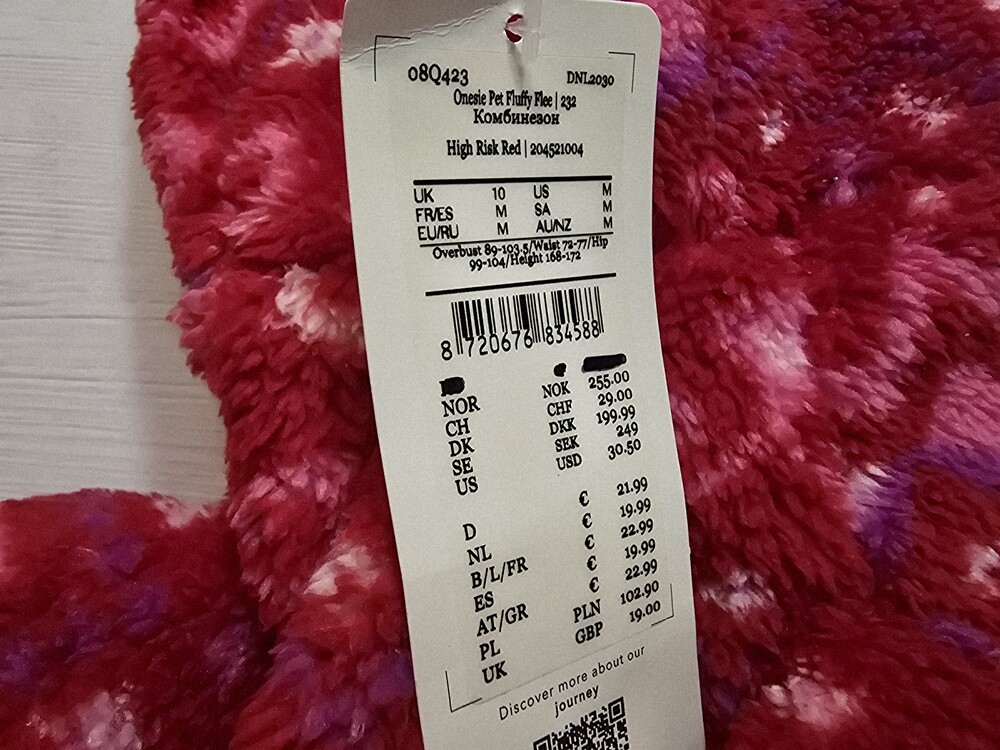 08Q423 DNL2030
Onesie Pet Fluffy Flee | 232
Комбинезон
High Risk Red | 204521004
UK 10 US M
FR/ES M SA M
EU/RU M AU/NZ M
Overbust 89-103.5/Waist 72-77/Hip
99-104/Height 168-172
8 720676 834588
NOR NOK 255.00
CH CHF 29.00
DK DKK 199.99
SE SEK 249
US USD 30.50
D € 21.99
NL € 19.99
B/L/FR € 22.99
ES € 19.99
AT/GR € 22.99
PL PLN 102.90
UK GBP 19.00
Discover more about our
journey